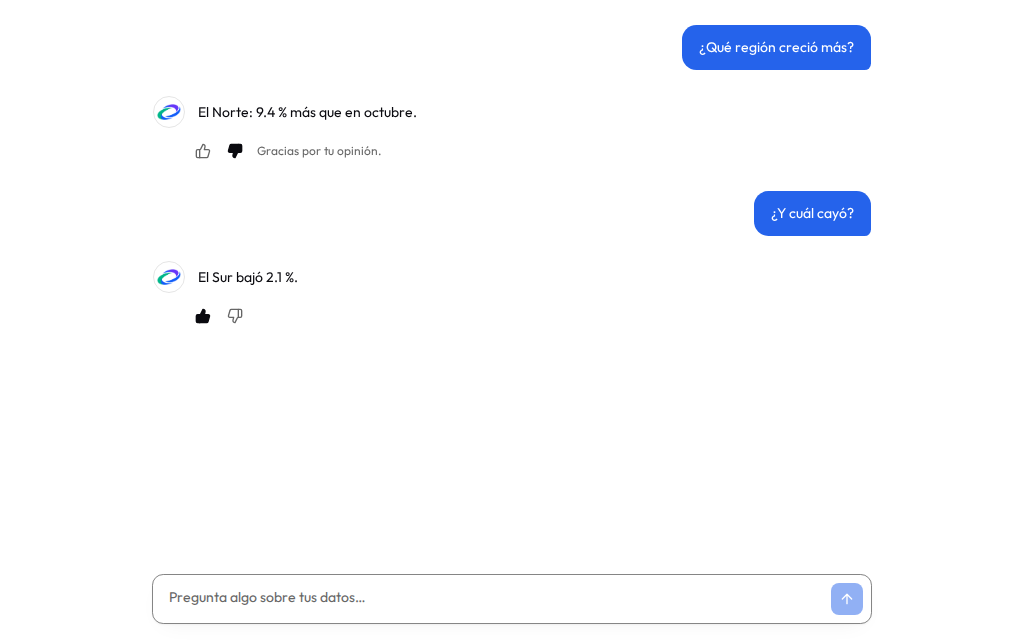 ¿Qué región creció más?
El Norte: 9.4 % más que en octubre.
Gracias por tu opinión.
¿Y cuál cayó?
El Sur bajó 2.1 %.
Pregunta algo sobre tus datos…